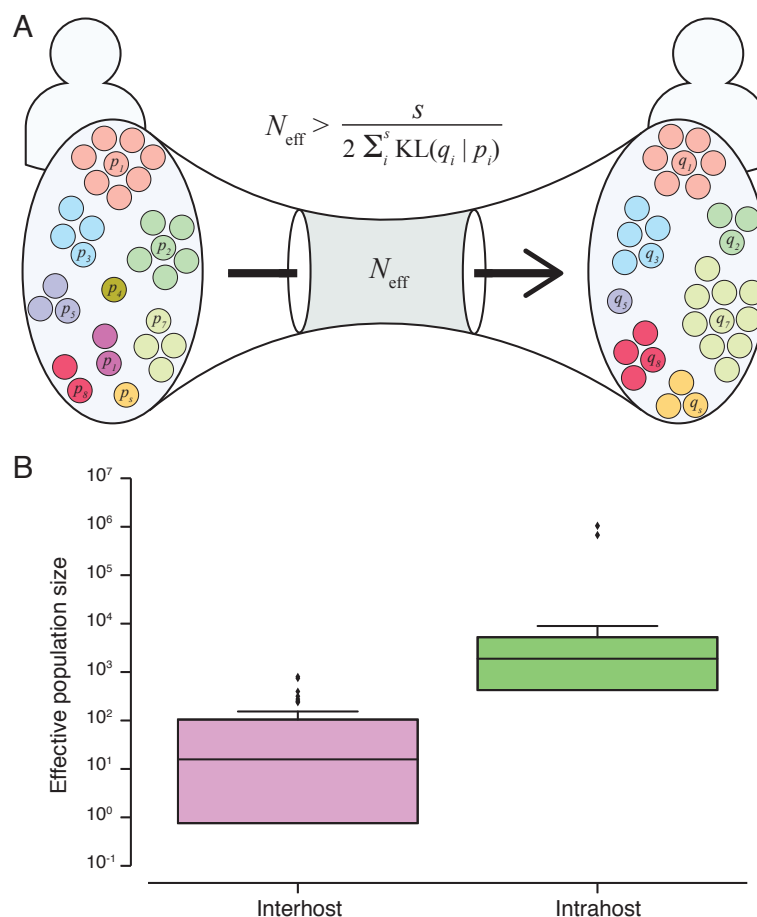 A
N_eff > s / 2 Σ_i^s KL(q_i | p_i)
p_1
q_1
p_3
p_2
q_3
q_2
N_eff
p_4
p_5
p_7
q_5
q_7
p_1
p_8
p_s
q_8
q_s
B
Effective population size
10^7
10^6
10^5
10^4
10^3
10^2
10^1
10^0
10^-1
Interhost
Intrahost